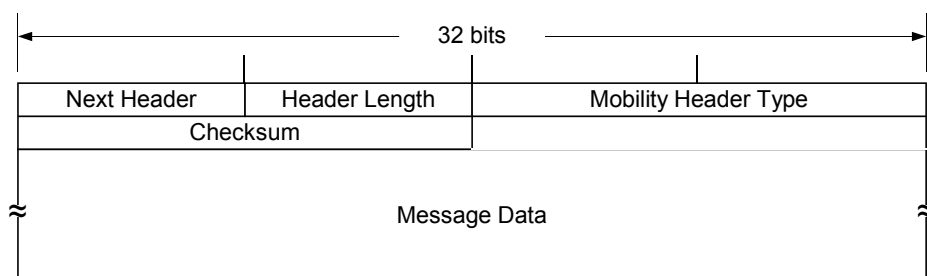 32 bits
Next Header Header Length Mobility Header Type
Checksum
Message Data